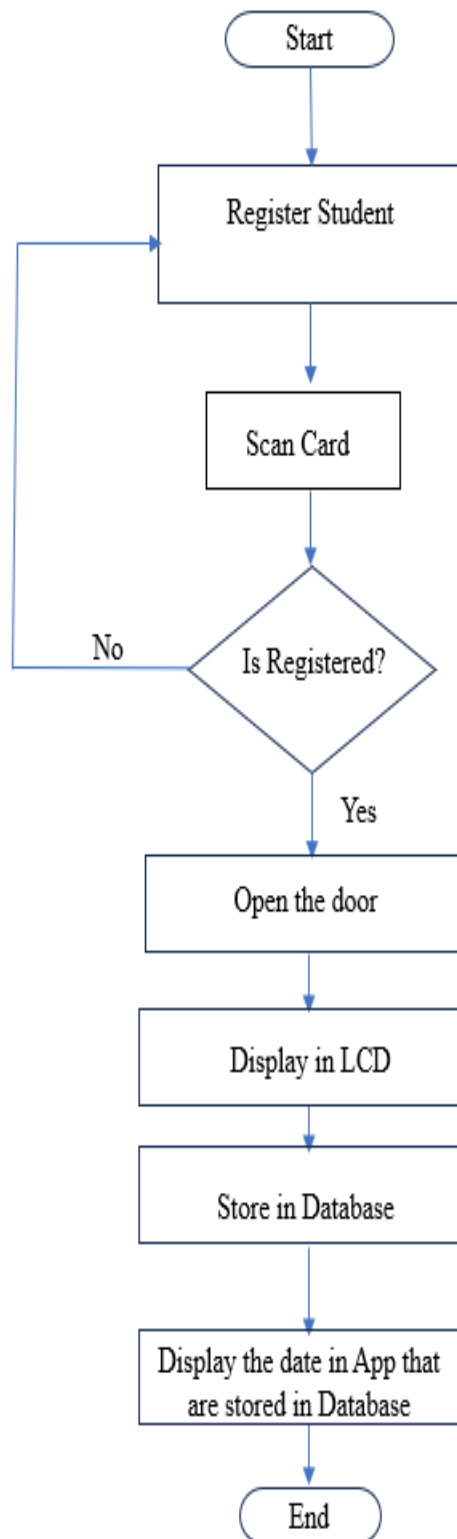 Start
Register Student
Scan Card
Is Registered?
No
Yes
Open the door
Display in LCD
Store in Database
Display the date in App that
are stored in Database
End